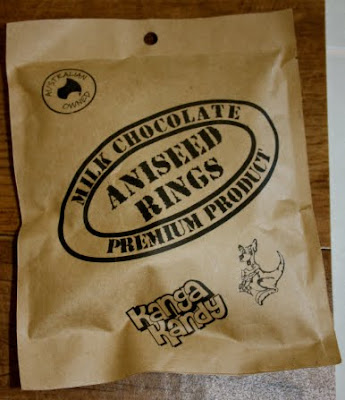 AUSTRALIAN
OWNED
MILK CHOCOLATE
ANISEED
RINGS
PREMIUM PRODUCT
Kanga
Kandy